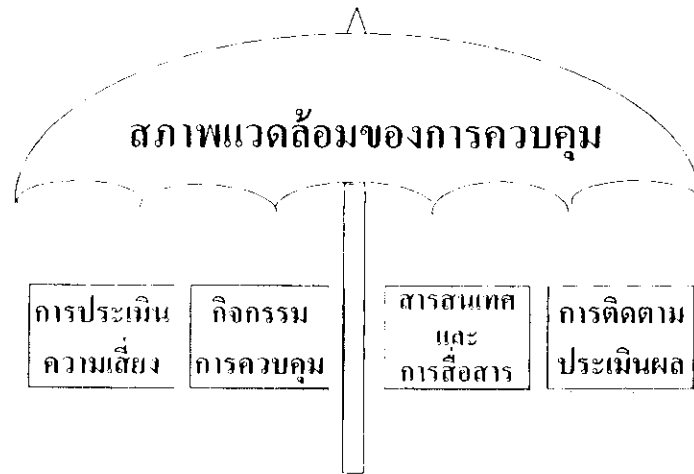 สภาพแวดล้อมของการควบคุม
การประเมิน
ความเสี่ยง
กิจกรรม
การควบคุม
สารสนเทศ
และ
การสื่อสาร
การติดตาม
ประเมินผล